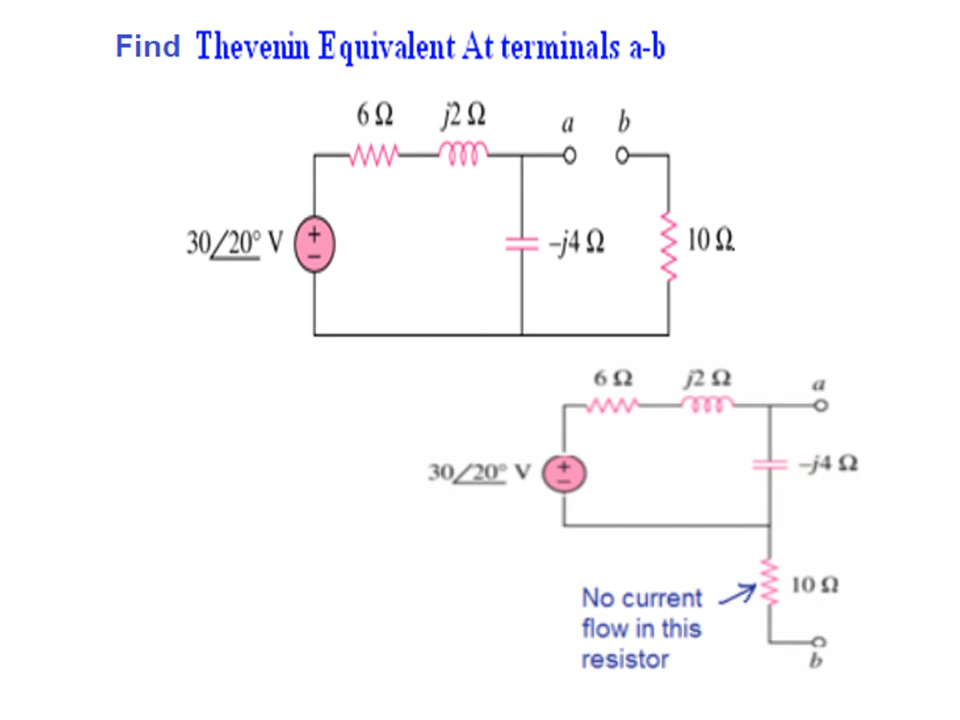 Find Thevenin Equivalent At terminals a-b
6 Ω j2 Ω a b
30/20° V + − -j4 Ω 10 Ω
6 Ω j2 Ω a
30/20° V + − -j4 Ω
10 Ω
No current
flow in this
resistor
b